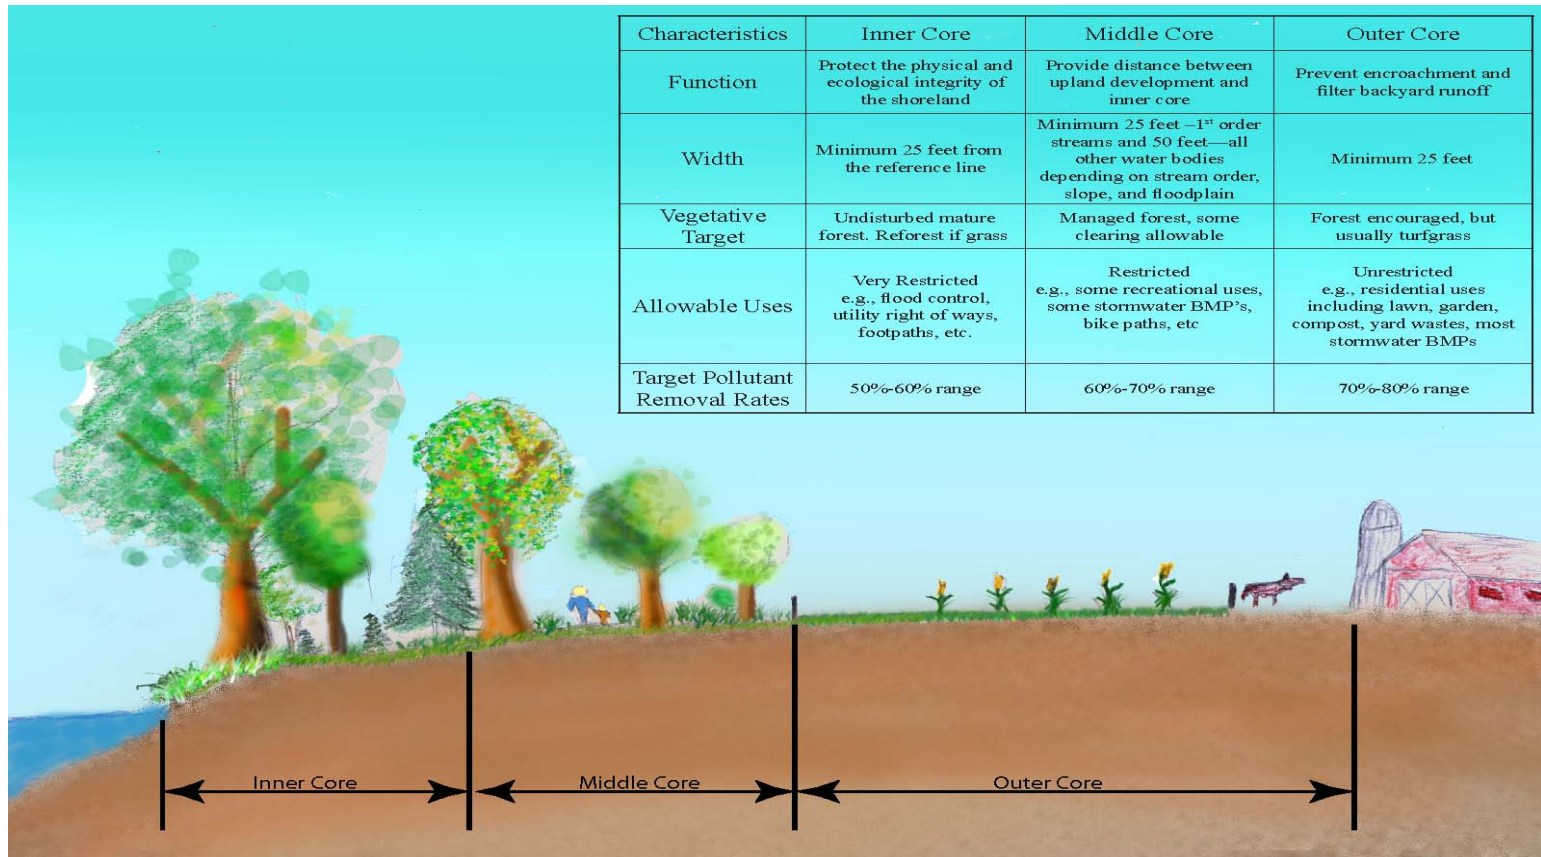 Characteristics
Inner Core
Middle Core
Outer Core
Function
Protect the physical and
ecological integrity of
the shoreland
Provide distance between
upland development and
inner core
Prevent encroachment and
filter backyard runoff
Width
Minimum 25 feet from
the reference line
Minimum 25 feet –1st order
streams and 50 feet—all
other water bodies
depending on stream order,
slope, and floodplain
Minimum 25 feet
Vegetative
Target
Undisturbed mature
forest. Reforest if grass
Managed forest, some
clearing allowable
Forest encouraged, but
usually turfgrass
Allowable Uses
Very Restricted
e.g., flood control,
utility right of ways,
footpaths, etc.
Restricted
e.g., some recreational uses,
some stormwater BMP's,
bike paths, etc
Unrestricted
e.g., residential uses
including lawn, garden,
compost, yard wastes, most
stormwater BMPs
Target Pollutant
Removal Rates
50%-60% range
60%-70% range
70%-80% range
Inner Core
Middle Core
Outer Core